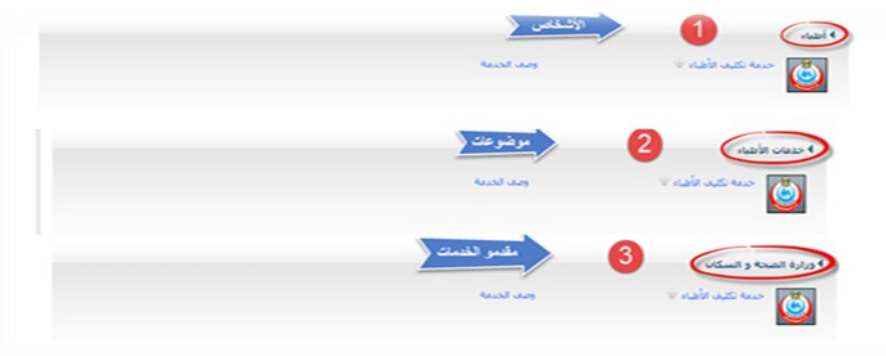 أطباء 1 الأشخاص
خدمة تكليف الأطباء وصف الخدمة
خدمات الأطباء 2 موضوعات
خدمة تكليف الأطباء وصف الخدمة
وزارة الصحة و السكان 3 مقدمو الخدمات
خدمة تكليف الأطباء وصف الخدمة